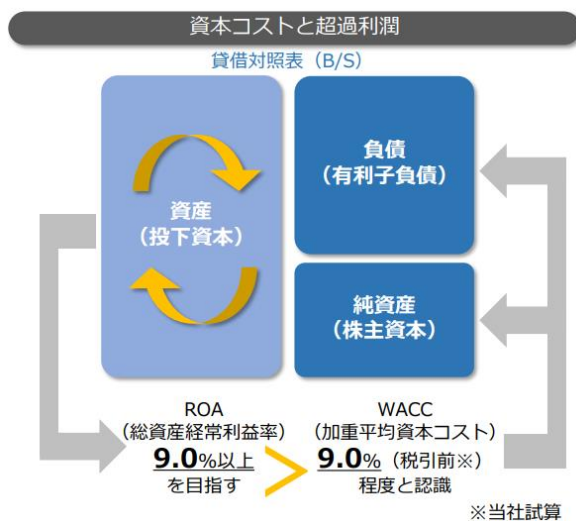 資本コストと超過利潤
貸借対照表（B/S）
資産
（投下資本）
負債
（有利子負債）
純資産
（株主資本）
ROA
（総資産経常利益率）
9.0%以上
を目指す
WACC
（加重平均資本コスト）
9.0%（税引前※）
程度と認識
※当社試算